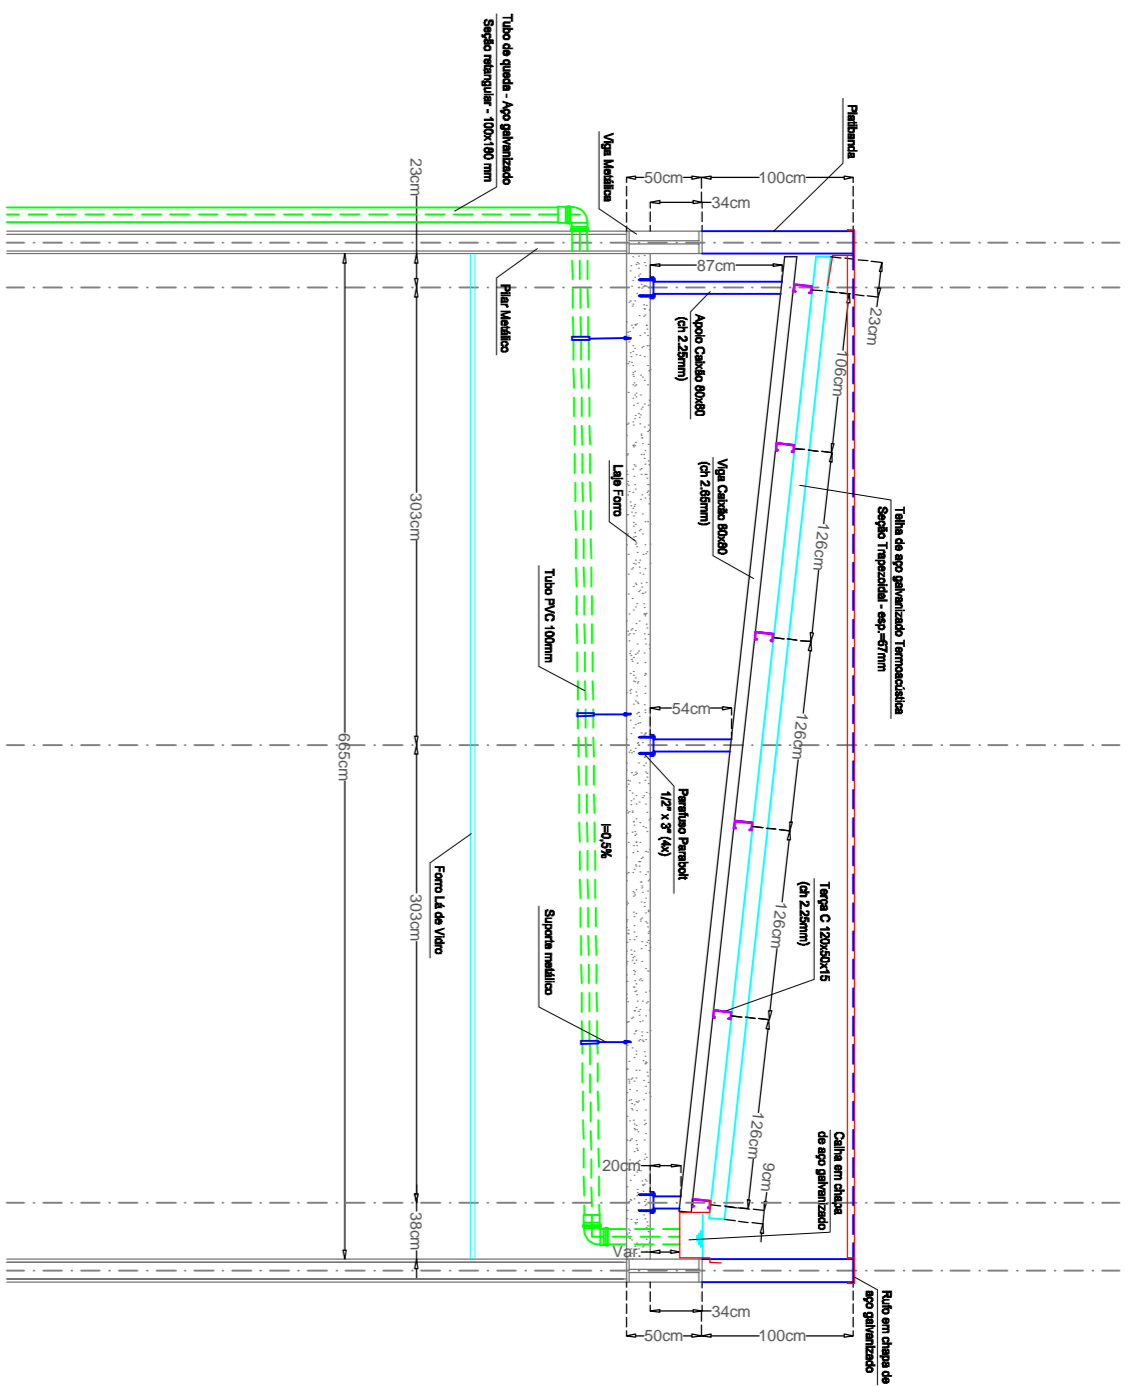 Tubo de queda - Aço galvanizado
Seção retangular - 100x180 mm
Viga Metálica
Platibanda
50cm
100cm
34cm
23cm
87cm
Pilar Metálico
Apoio Caixão 80x80
(ch 2.25mm)
23cm
106cm
Viga Caixão 80x80
(ch 2.65mm)
Telha de aço galvanizado Termoacústica
Seção Trapezoidal - esp.=67mm
126cm
Laje Forro
303cm
Tubo PVC 100mm
54cm
126cm
665cm
Parafuso Parabolt
1/2" x 3" (4x)
i=0,5%
126cm
Terça C 120x50x15
(ch 2.25mm)
Forro Lã de Vidro
303cm
Suporte metálico
126cm
9cm
Calha em chapa
de aço galvanizado
20cm
38cm
Var.
34cm
50cm
100cm
Rufo em chapa de
aço galvanizado